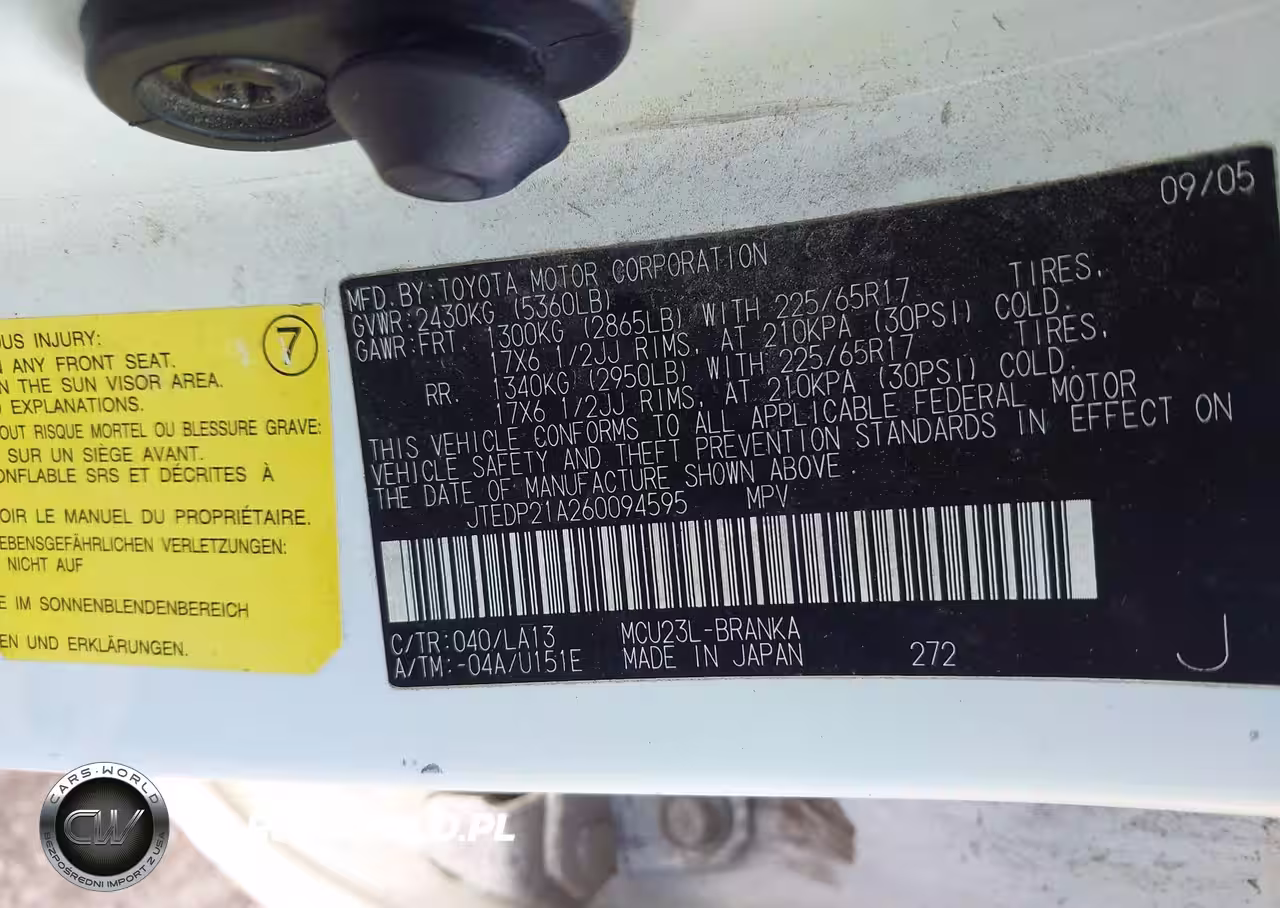 OUS INJURY:
ANY FRONT SEAT.
THE SUN VISOR AREA.
EXPLANATIONS.
OUT RISQUE MORTEL OU BLESSURE GRAVE:
SUR UN SIÈGE AVANT.
ONFLABLE SRS ET DÉCRITES À
OIR LE MANUEL DU PROPRIÉTAIRE.
EBENSGEFÄHRLICHEN VERLETZUNGEN:
NICHT AUF
E IM SONNENBLENDENBEREICH
EN UND ERKLÄRUNGEN.
7
09/05
MFD.BY:TOYOTA MOTOR CORPORATION
GVWR:2430KG (5360LB)
GAWR:FRT. 1300KG (2865LB) WITH 225/65R17 TIRES,
17X6 1/2JJ RIMS, AT 210KPA (30PSI) COLD.
RR. 1340KG (2950LB) WITH 225/65R17 TIRES,
17X6 1/2JJ RIMS, AT 210KPA (30PSI) COLD.
THIS VEHICLE CONFORMS TO ALL APPLICABLE FEDERAL MOTOR
VEHICLE SAFETY AND THEFT PREVENTION STANDARDS IN EFFECT ON
THE DATE OF MANUFACTURE SHOWN ABOVE.
JTEDP21A260094595 MPV
C/TR:040/LA13 MCU23L-BRANKA
A/TM:-04A/U151E MADE IN JAPAN 272 J
CARS-WORLD
CW
BEZPOŚREDNI IMPORT Z USA
D.PL